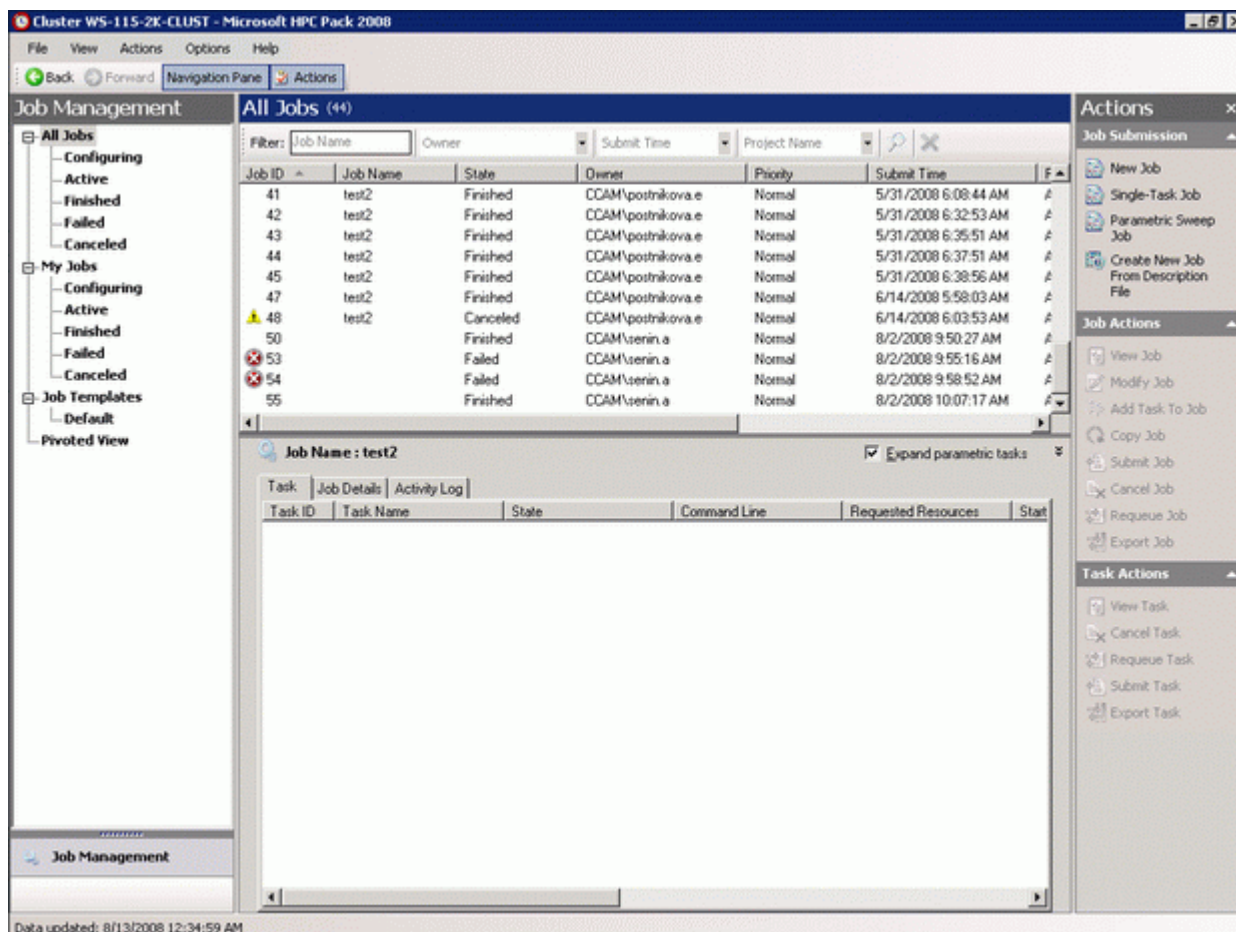 Cluster WS-115-2K-CLUST - Microsoft HPC Pack 2008
File View Actions Options Help
Back Forward Navigation Pane Actions
Job Management
All Jobs
Configuring
Active
Finished
Failed
Canceled
My Jobs
Configuring
Active
Finished
Failed
Canceled
Job Templates
Default
Pivoted View
Job Management
All Jobs (44)
Filter: Job Name Owner Submit Time Project Name
Job ID Job Name State Owner Priority Submit Time
41 test2 Finished CCAM\postnikova.e Normal 5/31/2008 6:08:44 AM
42 test2 Finished CCAM\postnikova.e Normal 5/31/2008 6:32:53 AM
43 test2 Finished CCAM\postnikova.e Normal 5/31/2008 6:35:51 AM
44 test2 Finished CCAM\postnikova.e Normal 5/31/2008 6:37:51 AM
45 test2 Finished CCAM\postnikova.e Normal 5/31/2008 6:38:56 AM
47 test2 Finished CCAM\postnikova.e Normal 6/14/2008 5:58:03 AM
48 test2 Canceled CCAM\postnikova.e Normal 6/14/2008 6:03:53 AM
50 Finished CCAM\senin.a Normal 8/2/2008 9:50:27 AM
53 Failed CCAM\senin.a Normal 8/2/2008 9:55:16 AM
54 Failed CCAM\senin.a Normal 8/2/2008 9:58:52 AM
55 Finished CCAM\senin.a Normal 8/2/2008 10:07:17 AM
Job Name : test2 Expand parametric tasks
Task Job Details Activity Log
Task ID Task Name State Command Line Requested Resources Start
Actions
Job Submission
New Job
Single-Task Job
Parametric Sweep
Job
Create New Job
From Description
File
Job Actions
View Job
Modify Job
Add Task To Job
Copy Job
Submit Job
Cancel Job
Requeue Job
Export Job
Task Actions
View Task
Cancel Task
Requeue Task
Submit Task
Export Task
Data updated: 8/13/2008 12:34:59 AM